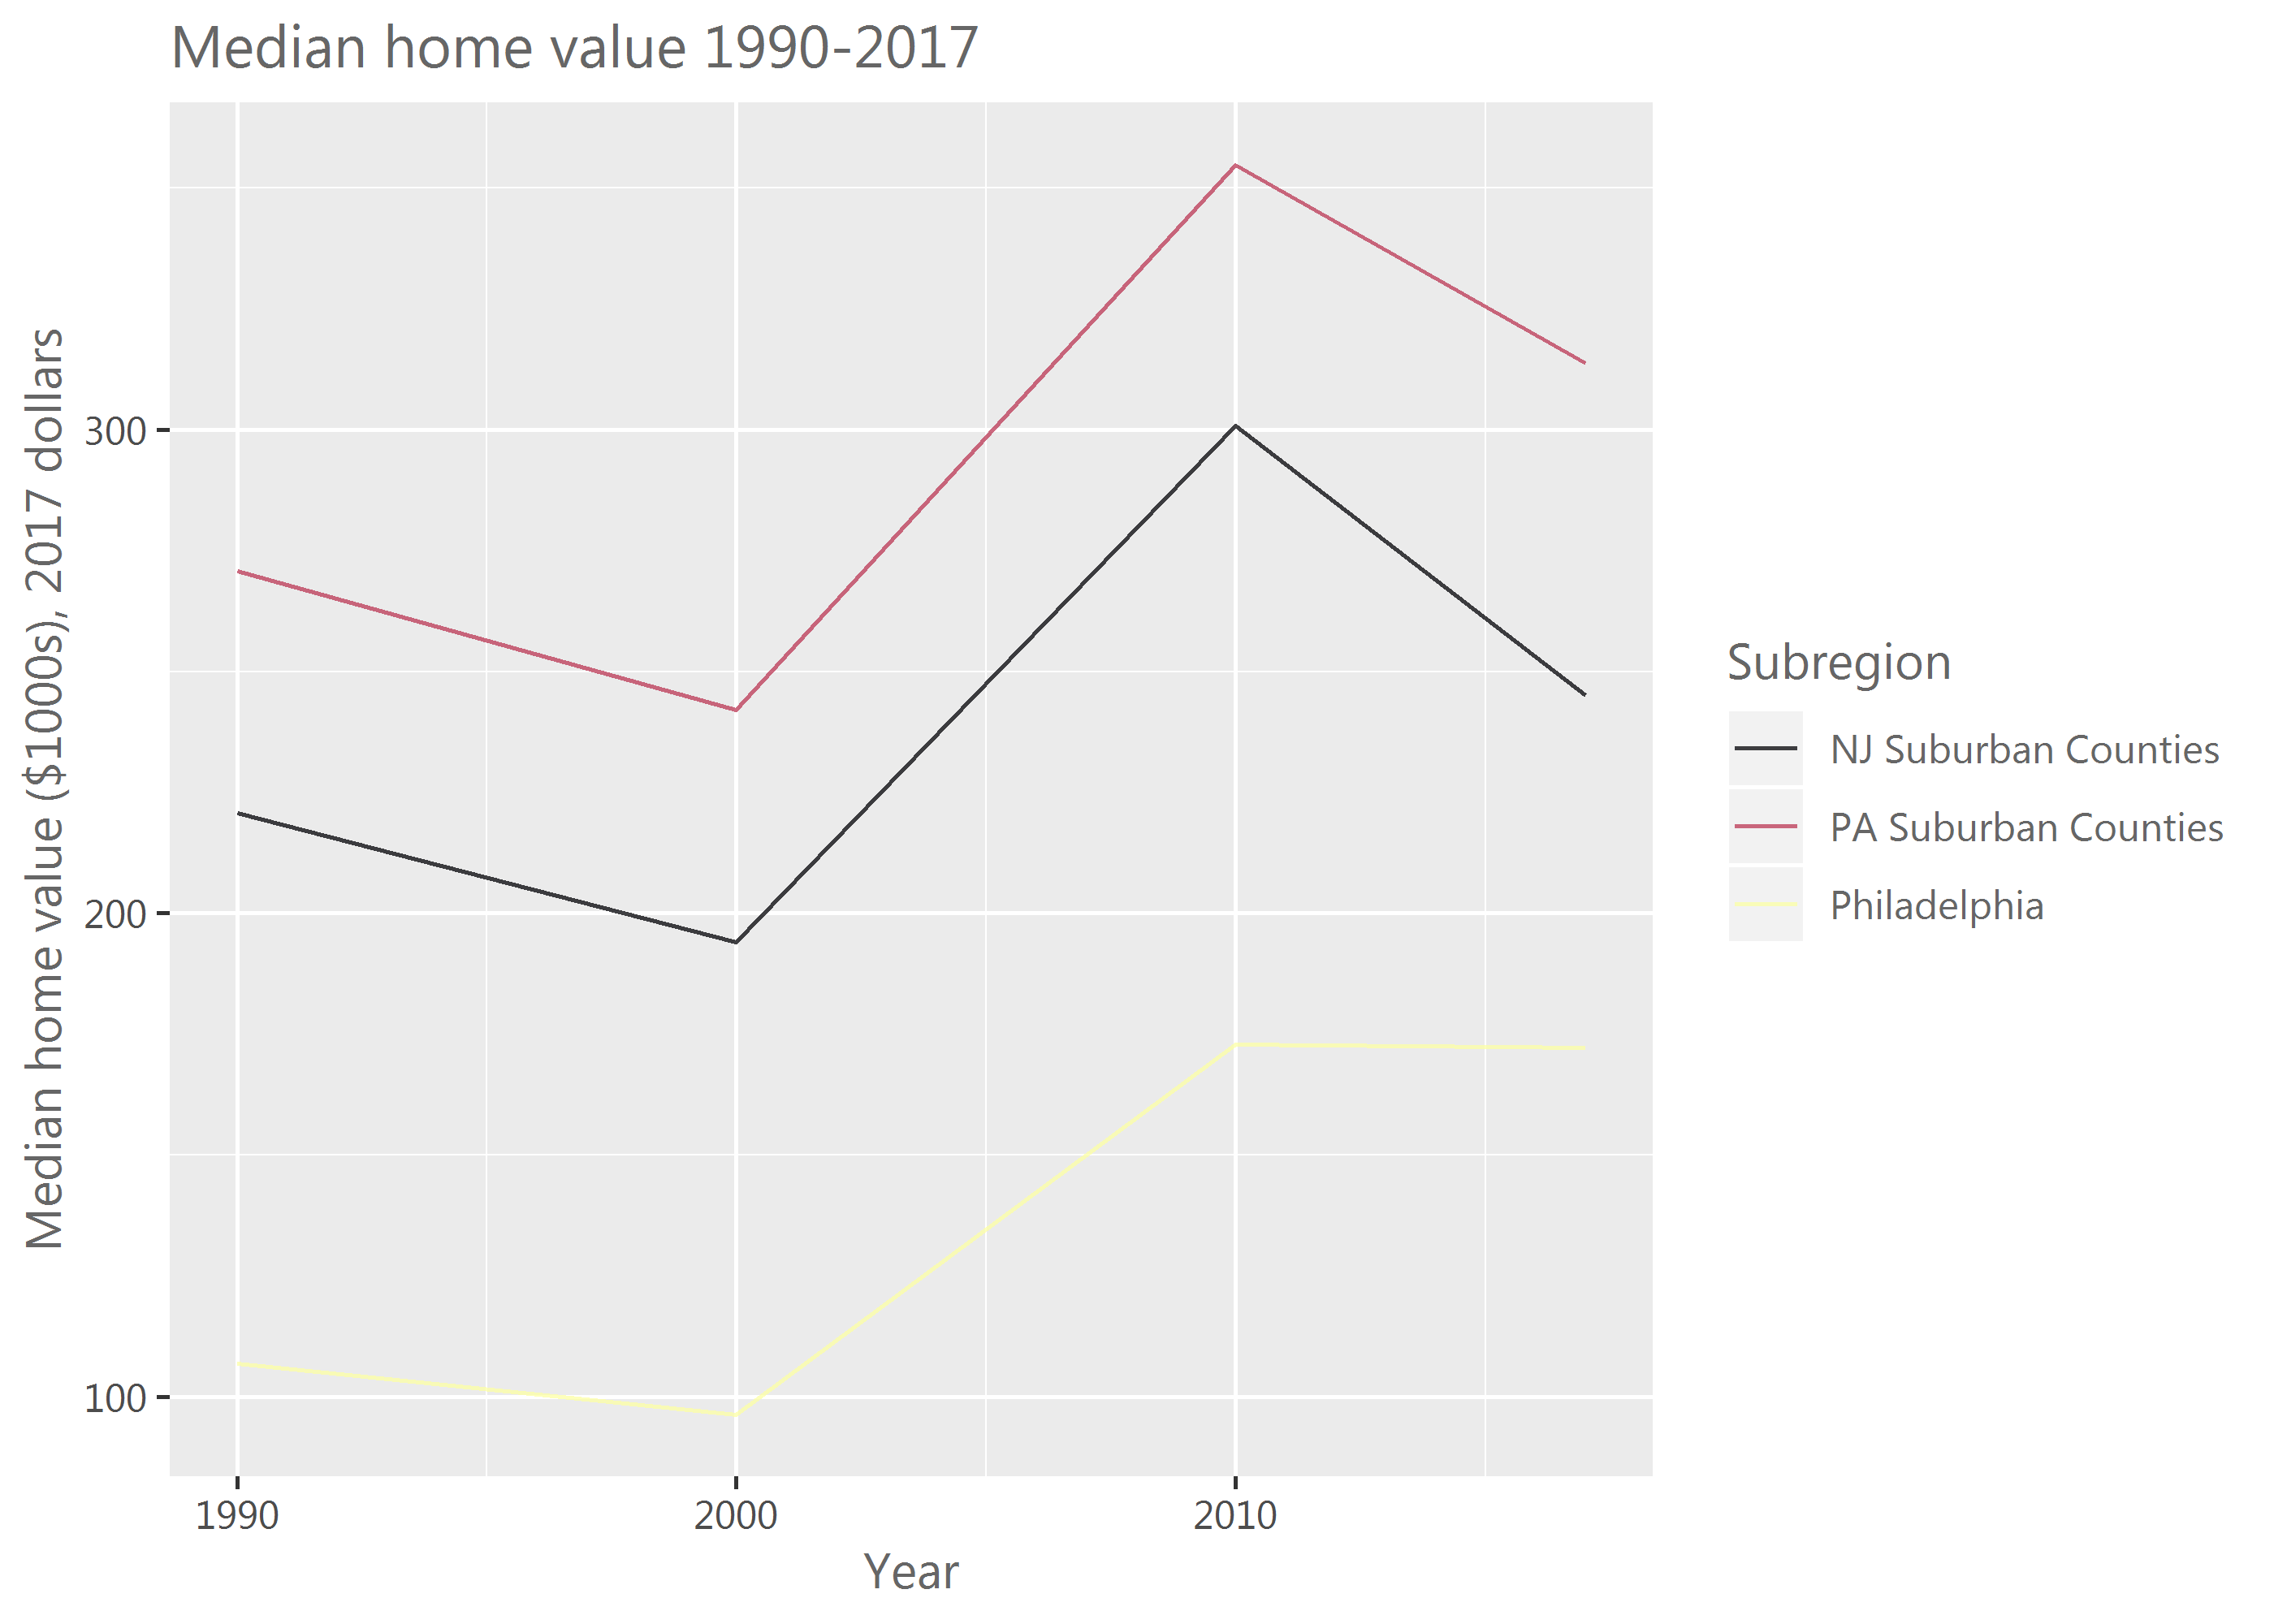 Median home value 1990-2017
Median home value ($1000s), 2017 dollars
300
200
100
1990
2000
2010
Year
Subregion
NJ Suburban Counties
PA Suburban Counties
Philadelphia